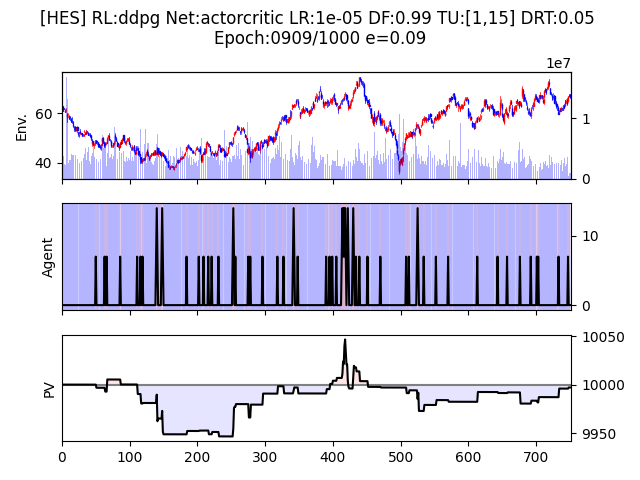 [HES] RL:ddpg Net:actorcritic LR:1e-05 DF:0.99 TU:[1,15] DRT:0.05
Epoch:0909/1000 e=0.09
1e7
Env.
60
40
1
0
Agent
10
0
PV
10050
10000
9950
0 100 200 300 400 500 600 700